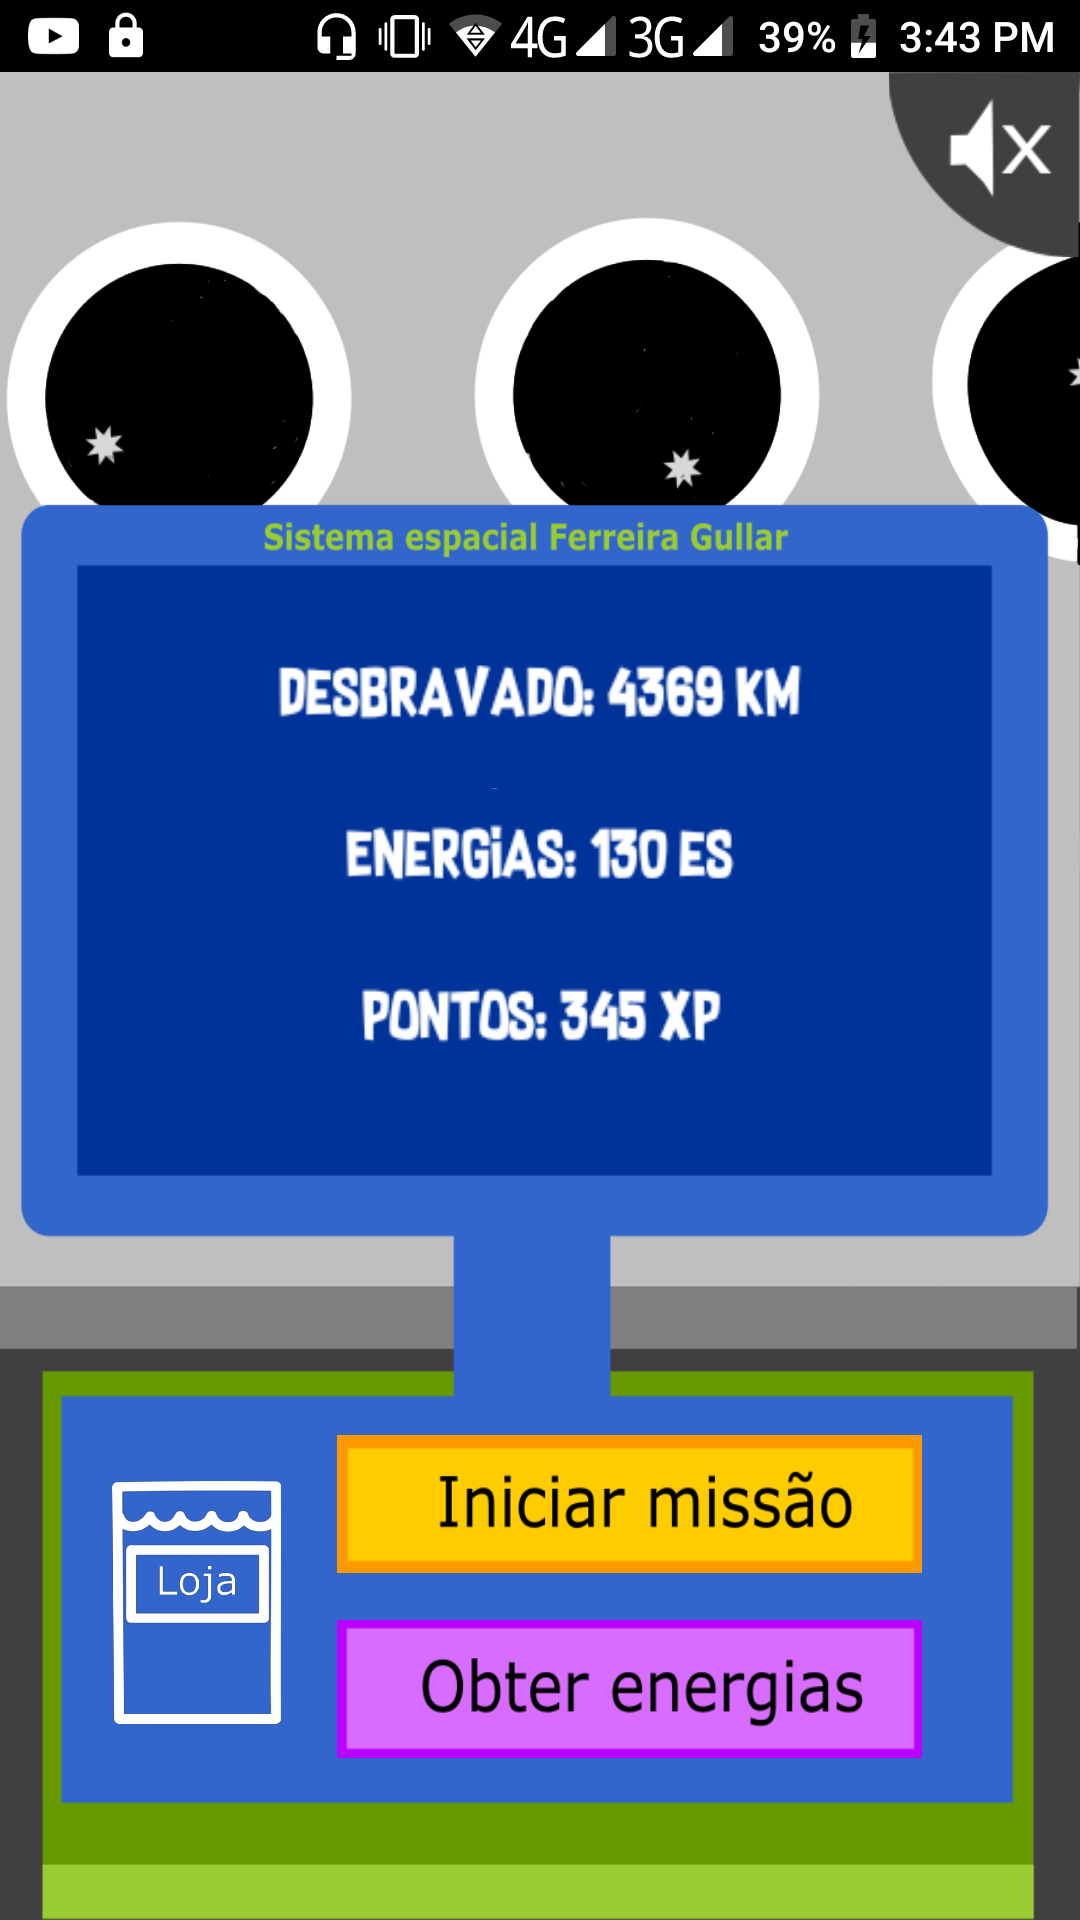 4G 3G 39% 3:43 PM
X
Sistema espacial Ferreira Gullar
DESBRAVADO: 4369 KM
ENERGiAS: 130 ES
PONTOS: 345 XP
Iniciar missão
Loja
Obter energias